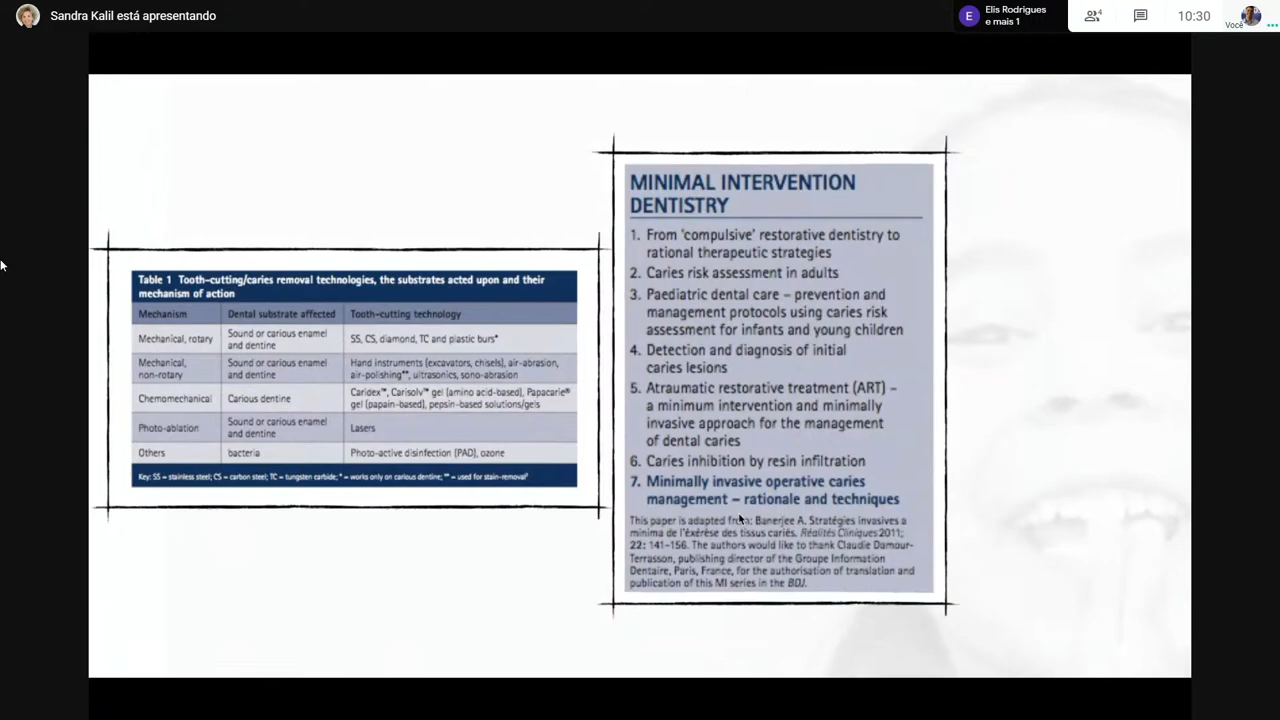 Sandra Kalil está apresentando
E
Elis Rodrigues
e mais 1
4
10:30
Você
Table 1 Tooth-cutting/caries removal technologies, the substrates acted upon and their
mechanism of action
Mechanism Dental substrate affected Tooth-cutting technology
Mechanical, rotary Sound or carious enamel and dentine SS, CS, diamond, TC and plastic burs*
Mechanical, non-rotary Sound or carious enamel and dentine Hand instruments (excavators, chisels), air-abrasion, air-polishing**, ultrasonics, sono-abrasion
Chemomechanical Carious dentine Caridex™, Carisolv™ gel (amino acid-based), Papacarie® gel (papain-based), pepsin-based solutions/gels
Photo-ablation Sound or carious enamel and dentine Lasers
Others bacteria Photo-active disinfection (PAD), ozone
Key: SS = stainless steel; CS = carbon steel; TC = tungsten carbide; * = works only on carious dentine; ** = used for stain-removal
MINIMAL INTERVENTION
DENTISTRY
1. From 'compulsive' restorative dentistry to
rational therapeutic strategies
2. Caries risk assessment in adults
3. Paediatric dental care – prevention and
management protocols using caries risk
assessment for infants and young children
4. Detection and diagnosis of initial
caries lesions
5. Atraumatic restorative treatment (ART) –
a minimum intervention and minimally
invasive approach for the management
of dental caries
6. Caries inhibition by resin infiltration
7. Minimally invasive operative caries
management – rationale and techniques
This paper is adapted from: Banerjee A. Stratégies invasives a
minima de l'éxérèse des tissus cariés. Réalités Cliniques 2011;
22: 141–156. The authors would like to thank Claudie Damour-
Terrasson, publishing director of the Groupe Information
Dentaire, Paris, France, for the authorisation of translation and
publication of this MI series in the BDJ.